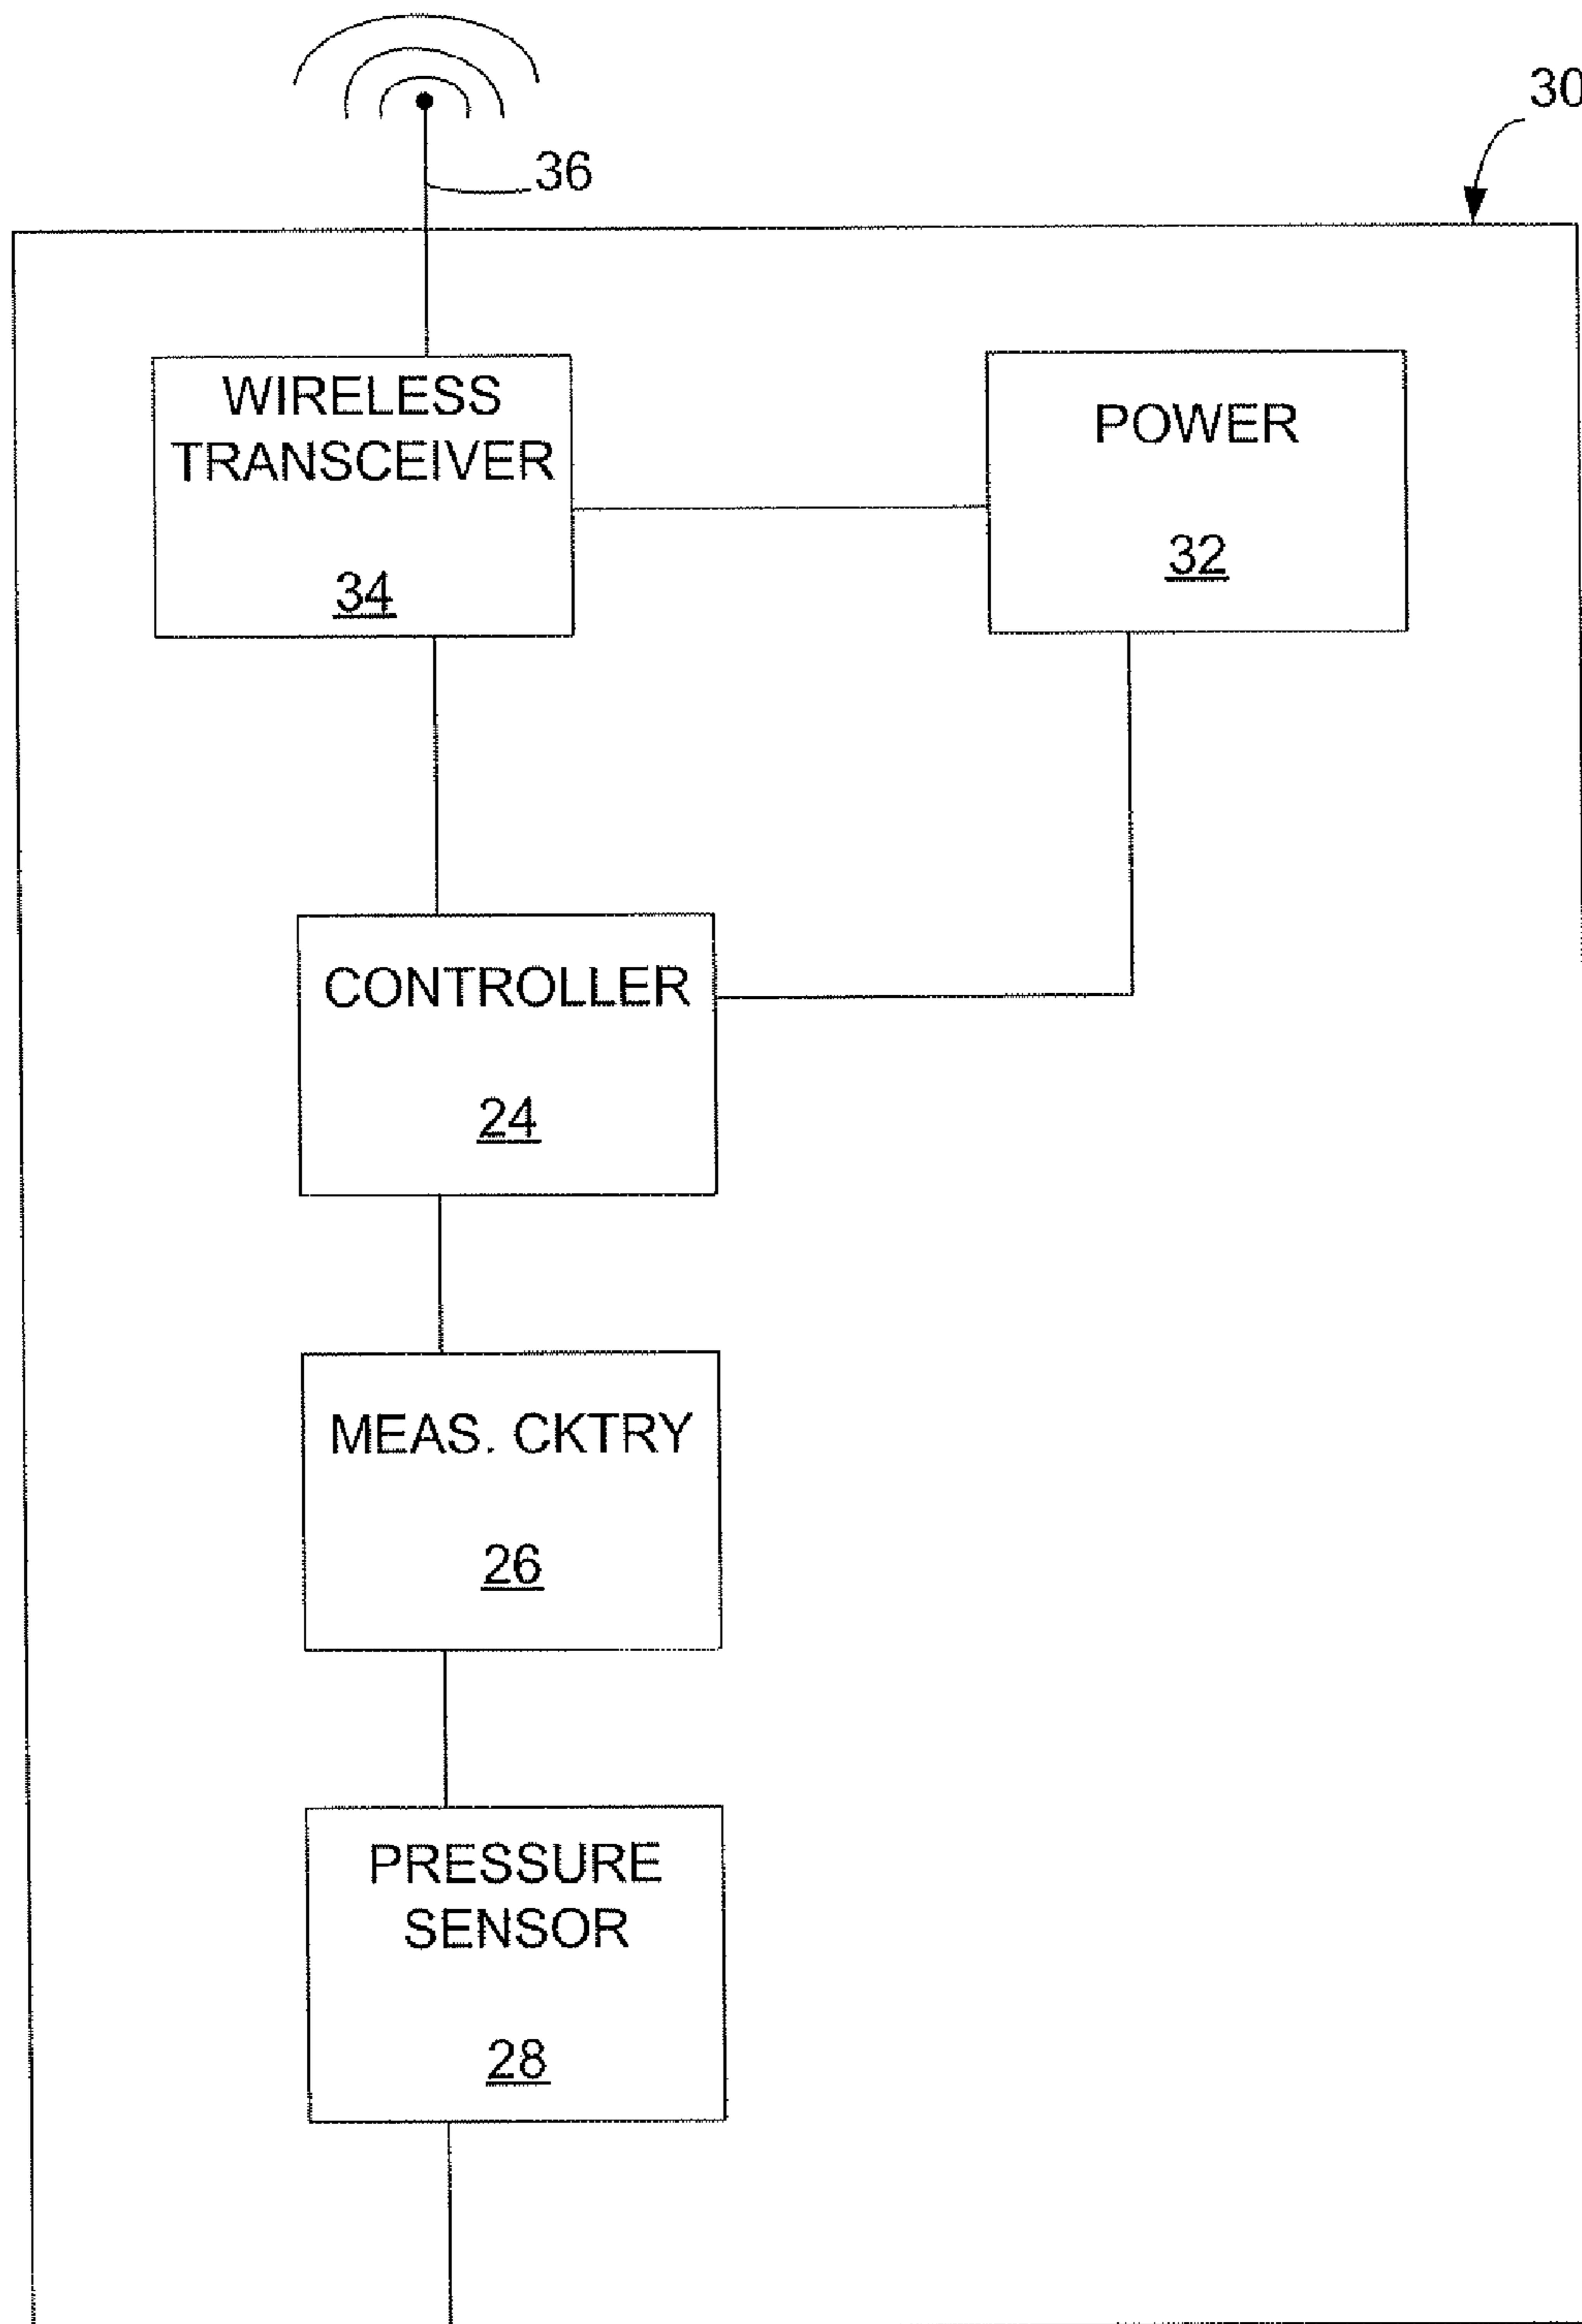 30
36
WIRELESS
TRANSCEIVER
34
POWER
32
CONTROLLER
24
MEAS. CKTRY
26
PRESSURE
SENSOR
28